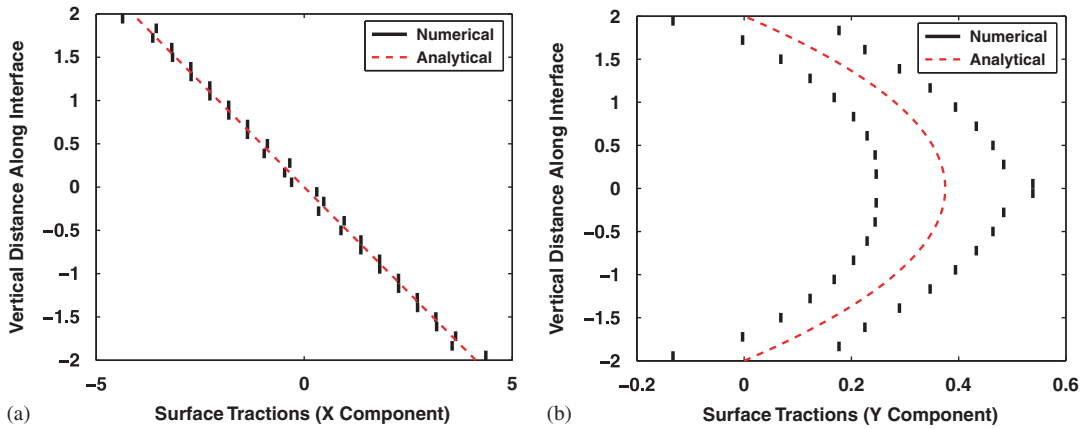 2
1.5
1
0.5
0
−0.5
−1
−1.5
−2
Vertical Distance Along Interface
Numerical
Analytical
−5
0
5
(a)
Surface Tractions (X Component)
2
1.5
1
0.5
0
−0.5
−1
−1.5
−2
Vertical Distance Along Interface
Numerical
Analytical
−0.2
0
0.2
0.4
0.6
(b)
Surface Tractions (Y Component)